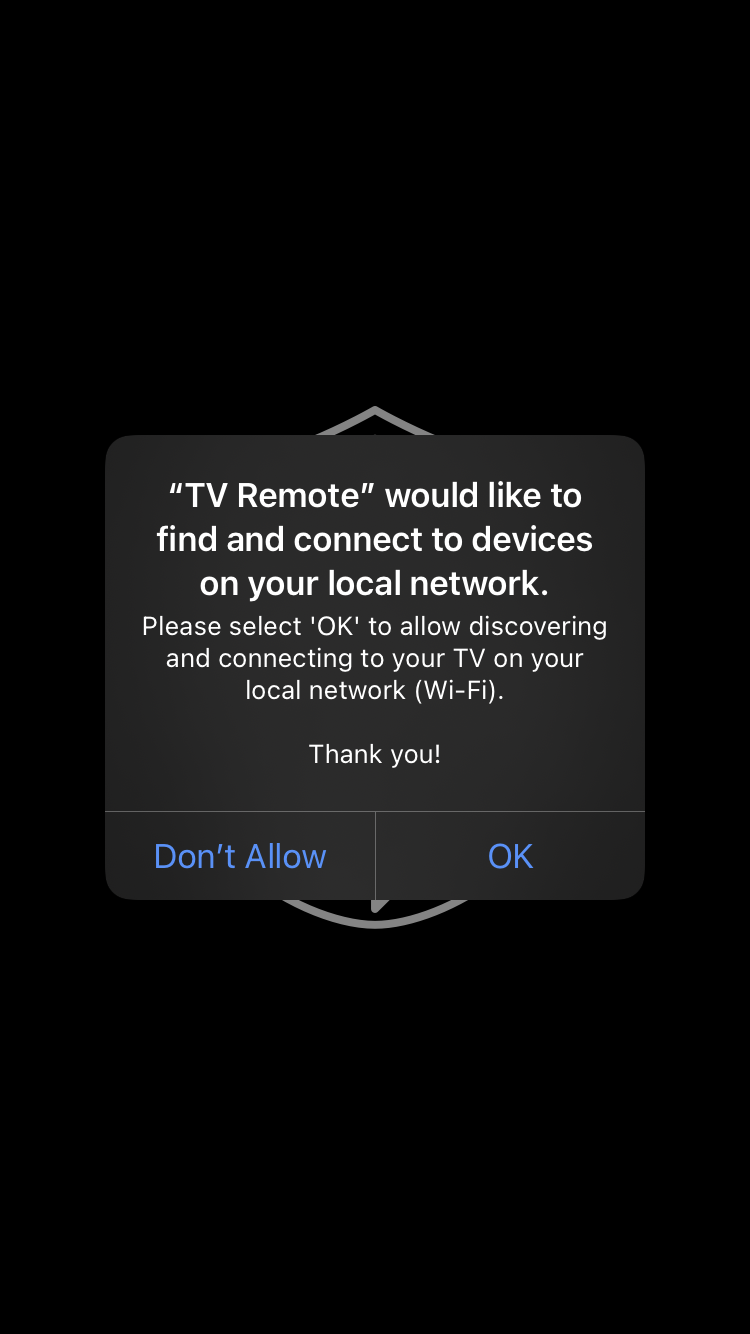 “TV Remote” would like to
find and connect to devices
on your local network.
Please select 'OK' to allow discovering
and connecting to your TV on your
local network (Wi-Fi).
Thank you!
Don’t Allow
OK